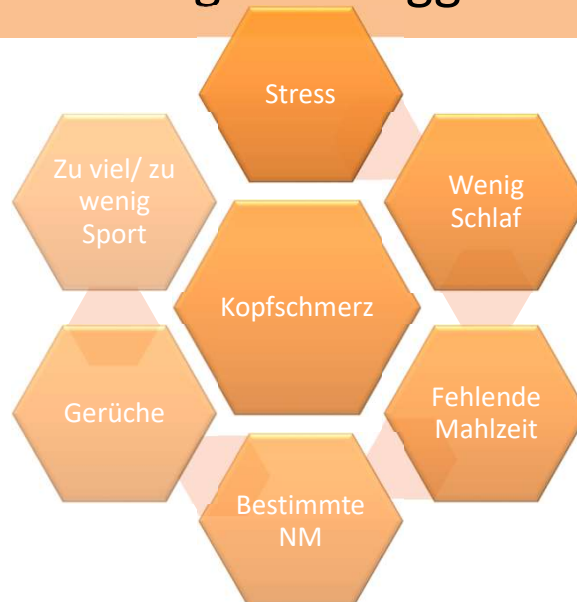 Stress
Wenig
Schlaf
Fehlende
Mahlzeit
Bestimmte
NM
Gerüche
Zu viel/ zu
wenig
Sport
Kopfschmerz